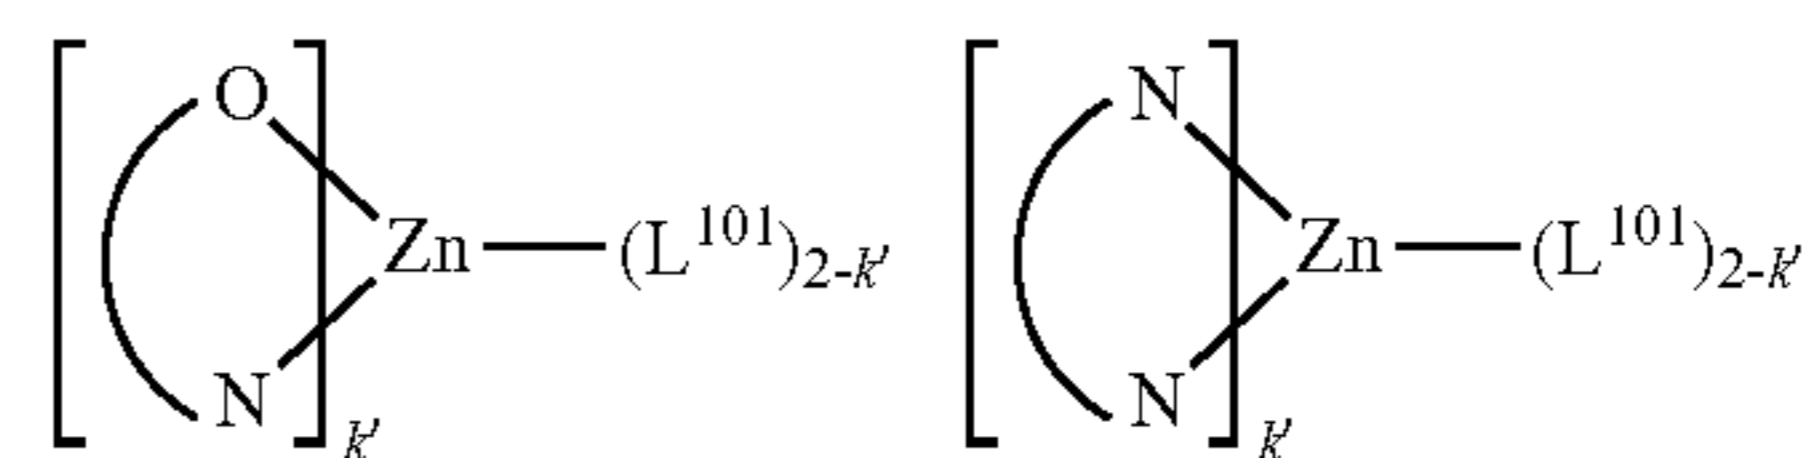 O N
Zn—(L¹⁰¹)₂₋ₖ′ Zn—(L¹⁰¹)₂₋ₖ′
N N
k′ k′